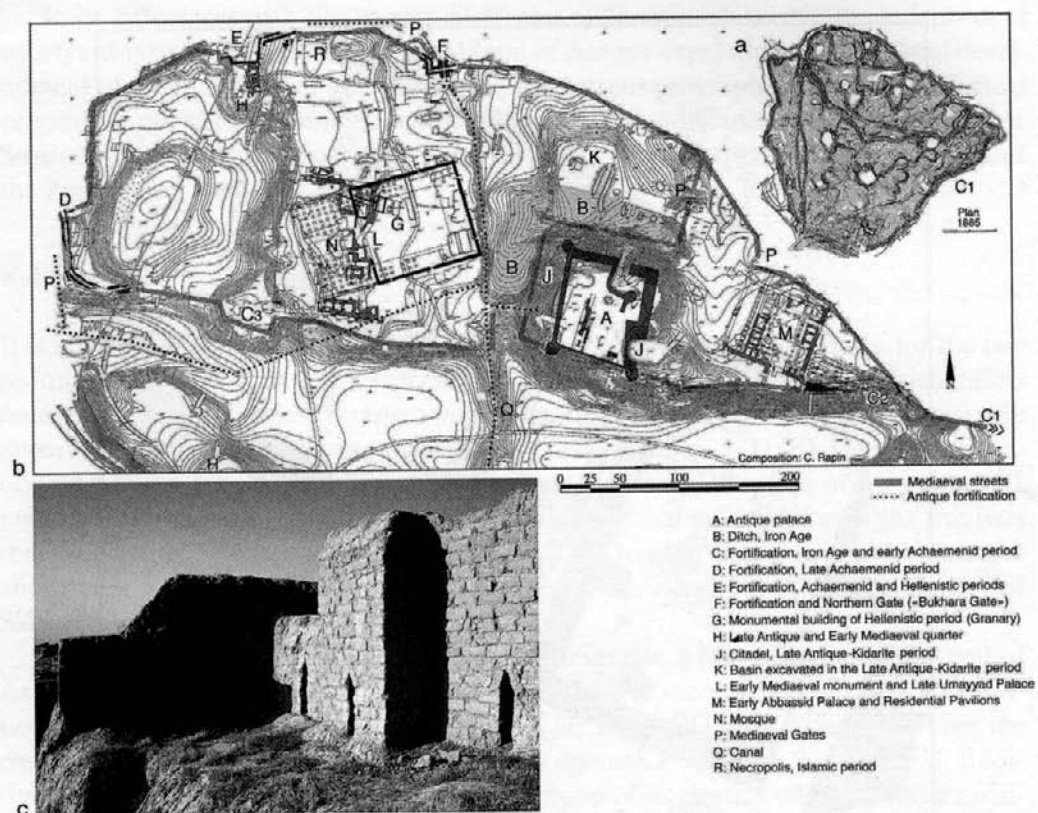 b
a
E
R
P
F
H
K
P
C1
Plan
1885
D
G
B
N
L
P
P
B
J
A
M
C3
J
C2
Q
C1
H
Composition: C. Rapin
0 25 50 100 200
Mediaeval streets
Antique fortification
A: Antique palace
B: Ditch, Iron Age
C: Fortification, Iron Age and early Achaemenid period
D: Fortification, Late Achaemenid period
E: Fortification, Achaemenid and Hellenistic periods
F: Fortification and Northern Gate («Bukhara Gate»)
G: Monumental building of Hellenistic period (Granary)
H: Late Antique and Early Mediaeval quarter
J: Citadel, Late Antique-Kidarite period
K: Basin excavated in the Late Antique-Kidarite period
L: Early Mediaeval monument and Late Umayyad Palace
M: Early Abbassid Palace and Residential Pavilions
N: Mosque
P: Mediaeval Gates
Q: Canal
R: Necropolis, Islamic period
c